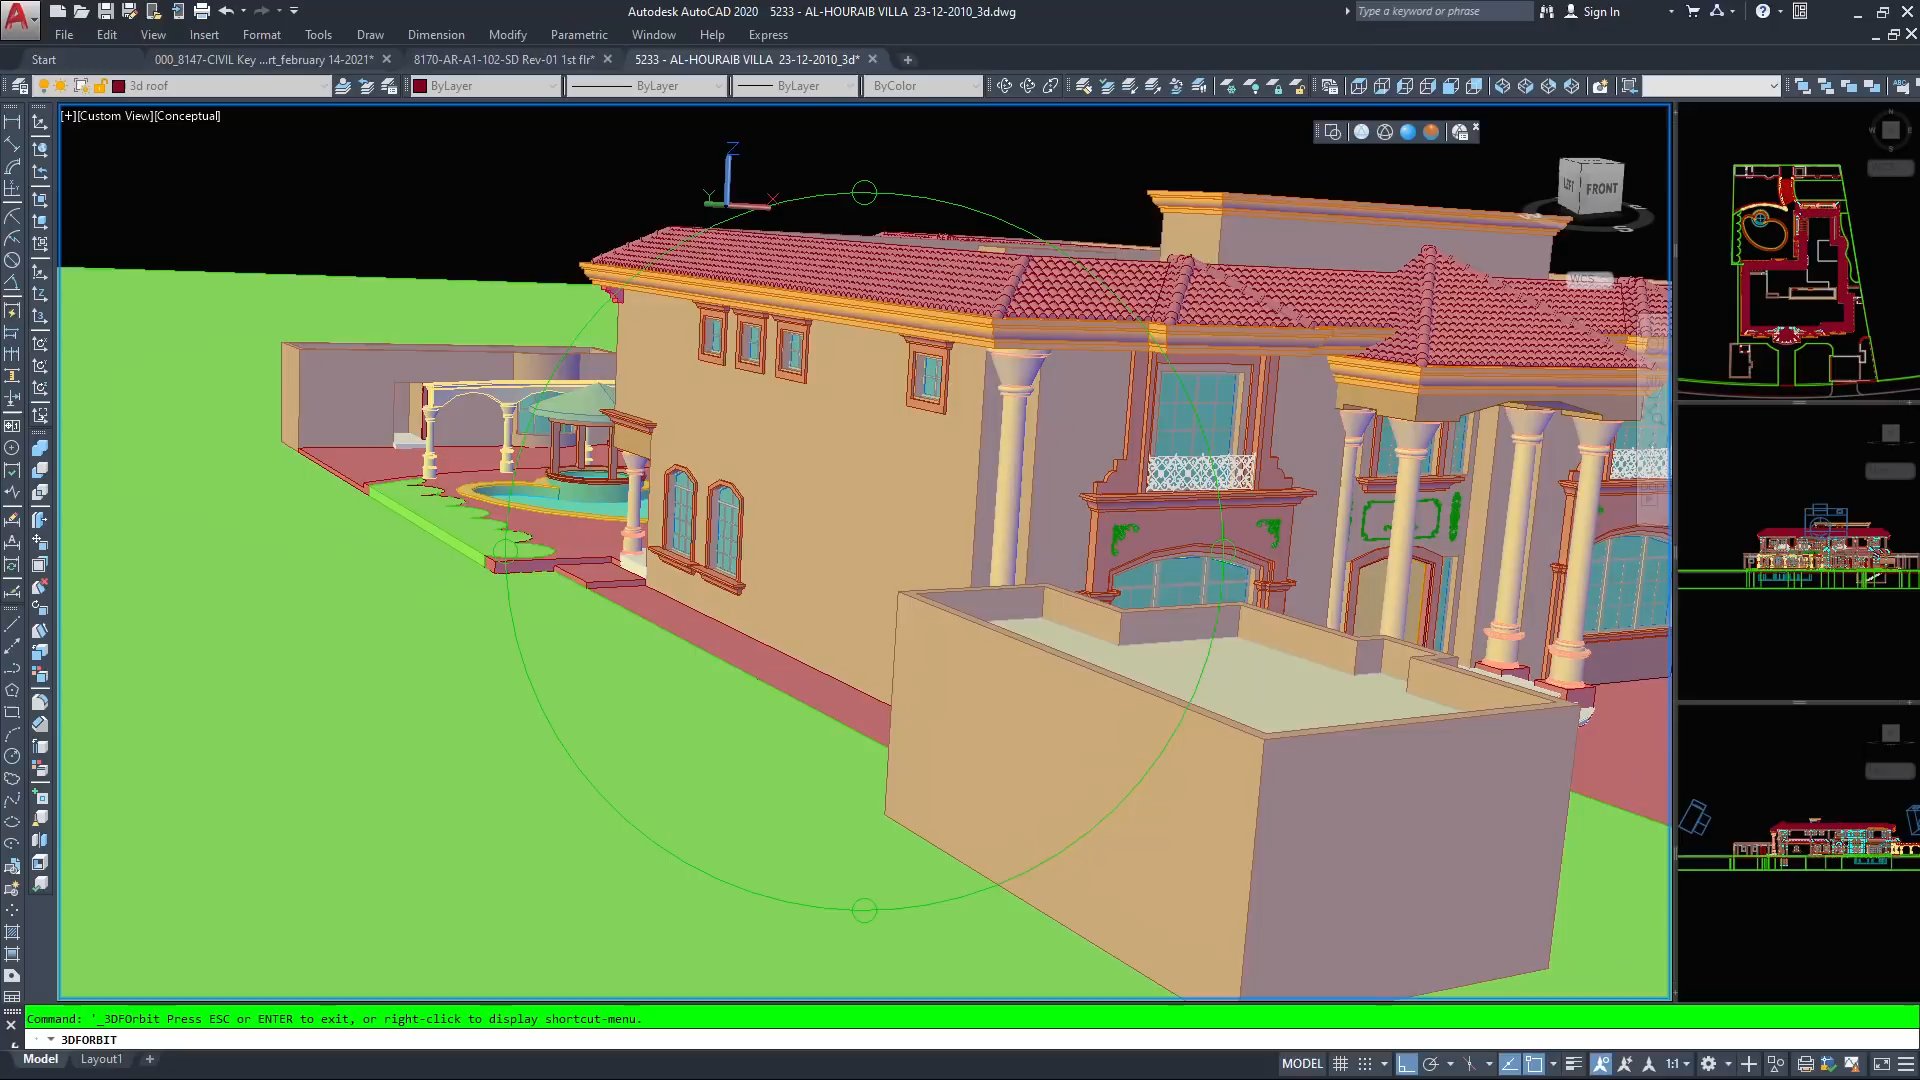 Autodesk AutoCAD 2020 5233 - AL-HOURAIB VILLA 23-12-2010_3d.dwg
Type a keyword or phrase
Sign In
File Edit View Insert Format Tools Draw Dimension Modify Parametric Window Help Express
Start
000_8147-CIVIL Key ...rt_february 14-2021*
8170-AR-A1-102-SD Rev-01 1st flr*
5233 - AL-HOURAIB VILLA 23-12-2010_3d*
3d roof
ByLayer
ByLayer
ByLayer
ByColor
[+][Custom View][Conceptual]
Z
Y
X
LEFT
FRONT
WCS
Command: '_3DFOrbit Press ESC or ENTER to exit, or right-click to display shortcut-menu.
3DFORBIT
Model
Layout1
MODEL
1:1